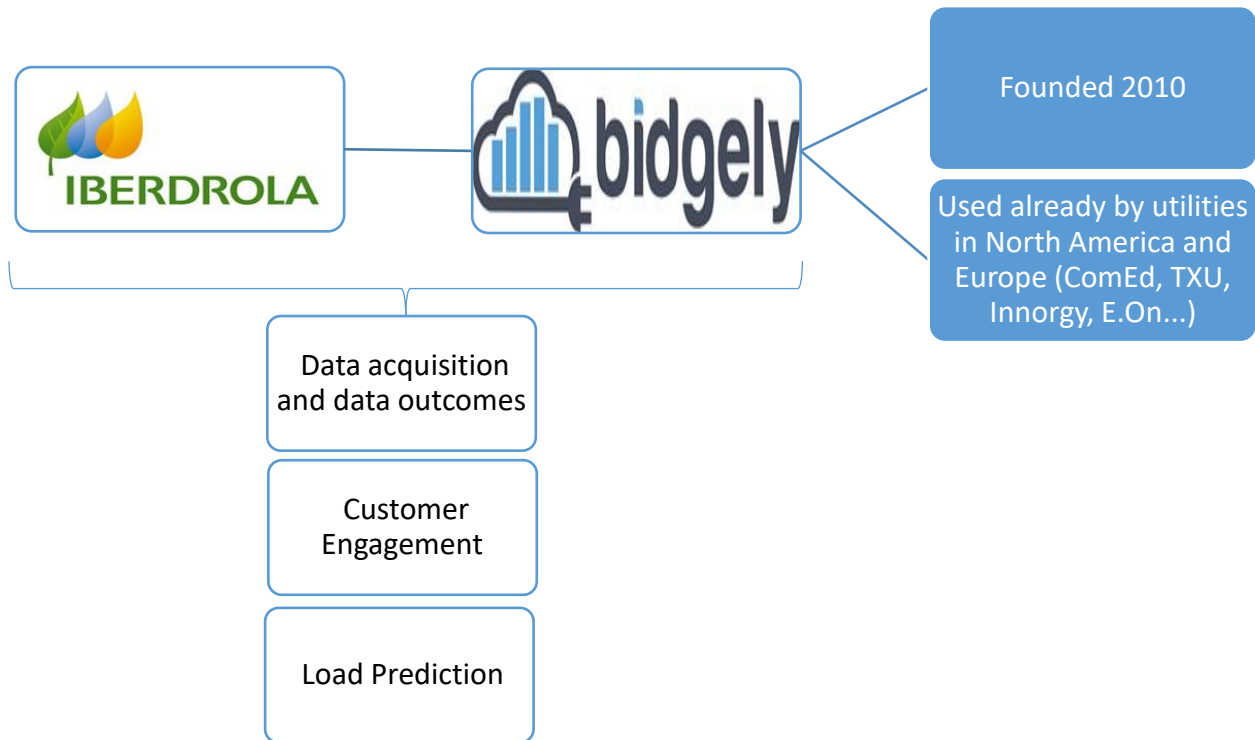 IBERDROLA
bidgely
Founded 2010
Used already by utilities
in North America and
Europe (ComEd, TXU,
Innorgy, E.On...)
Data acquisition
and data outcomes
Customer
Engagement
Load Prediction